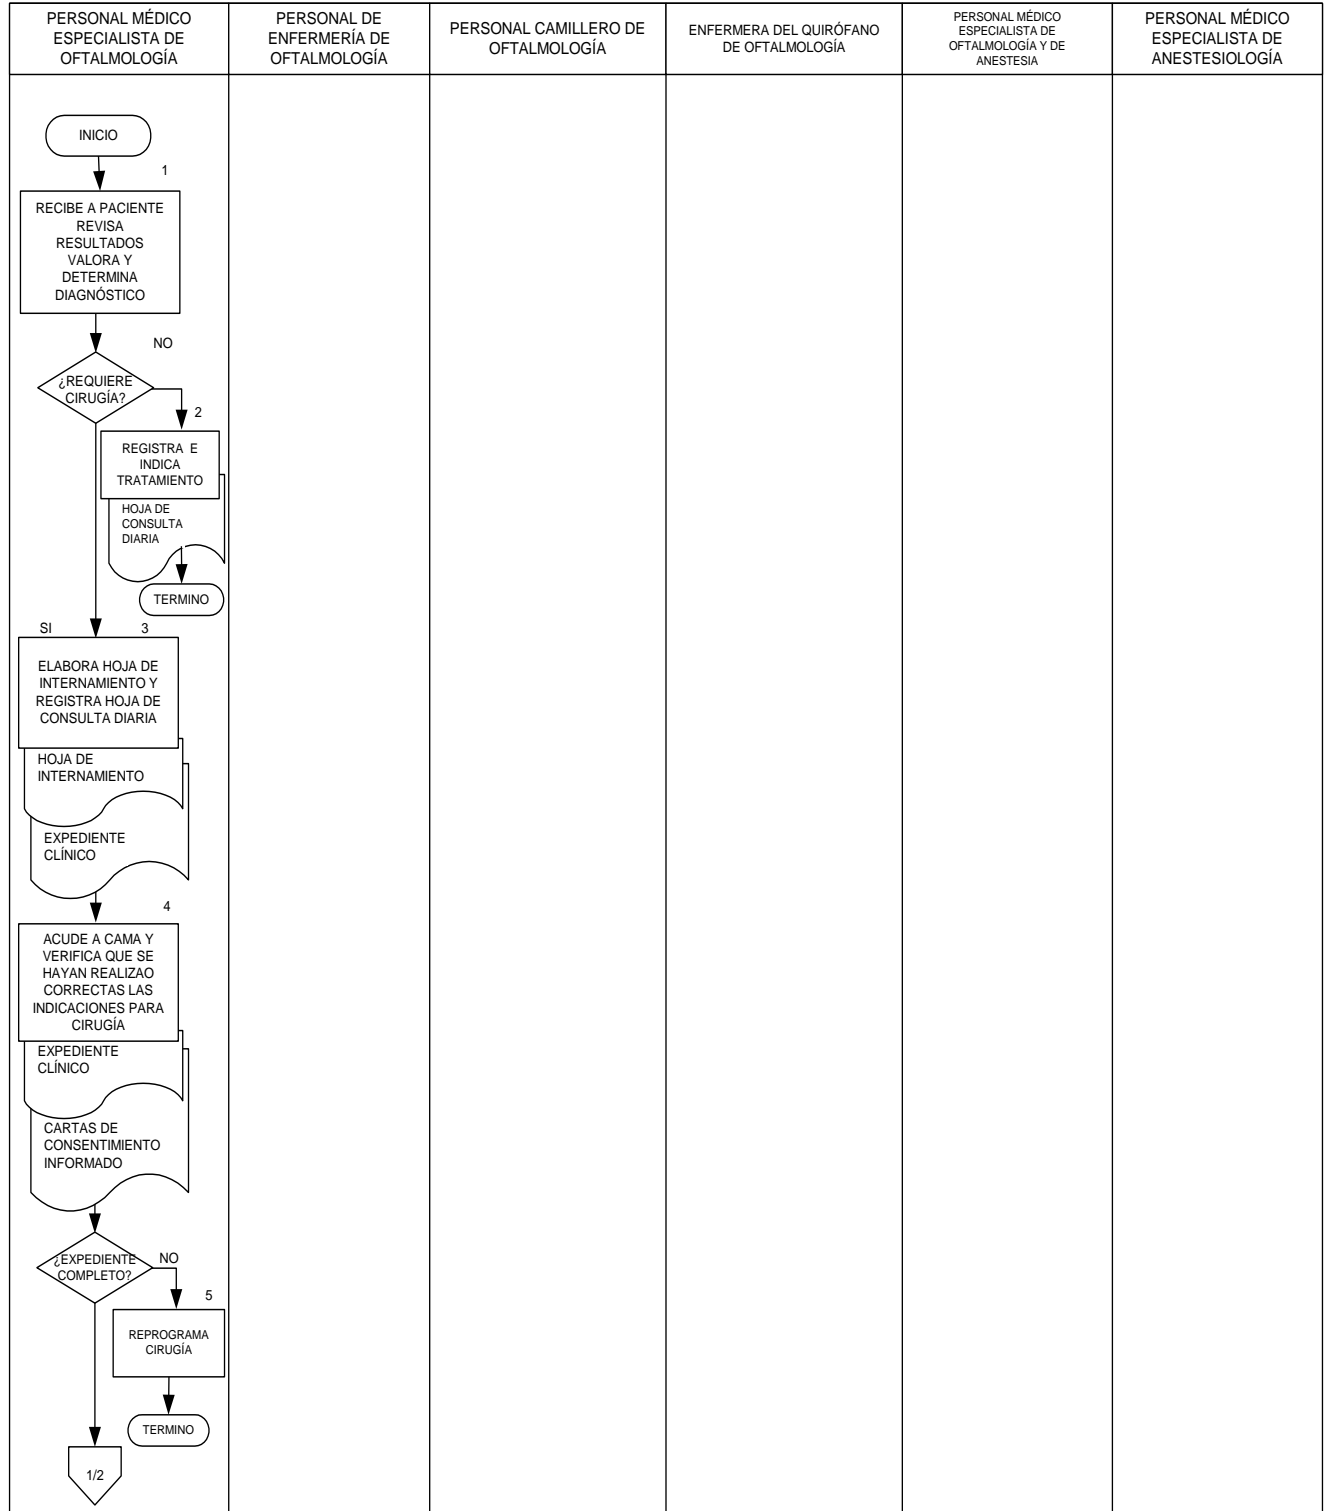 PERSONAL MÉDICO
ESPECIALISTA DE
OFTALMOLOGÍA
PERSONAL DE
ENFERMERÍA DE
OFTALMOLOGÍA
PERSONAL CAMILLERO DE
OFTALMOLOGÍA
ENFERMERA DEL QUIRÓFANO
DE OFTALMOLOGÍA
PERSONAL MÉDICO
ESPECIALISTA DE
OFTALMOLOGÍA Y DE
ANESTESIA
PERSONAL MÉDICO
ESPECIALISTA DE
ANESTESIOLOGÍA
INICIO
1
RECIBE A PACIENTE
REVISA
RESULTADOS
VALORA Y
DETERMINA
DIAGNÓSTICO
NO
¿REQUIERE
CIRUGÍA?
2
REGISTRA E
INDICA
TRATAMIENTO
HOJA DE
CONSULTA
DIARIA
TERMINO
SI
3
ELABORA HOJA DE
INTERNAMIENTO Y
REGISTRA HOJA DE
CONSULTA DIARIA
HOJA DE
INTERNAMIENTO
EXPEDIENTE
CLÍNICO
4
ACUDE A CAMA Y
VERIFICA QUE SE
HAYAN REALIZAO
CORRECTAS LAS
INDICACIONES PARA
CIRUGÍA
EXPEDIENTE
CLÍNICO
CARTAS DE
CONSENTIMIENTO
INFORMADO
¿EXPEDIENTE
COMPLETO?
NO
5
REPROGRAMA
CIRUGÍA
TERMINO
1/2